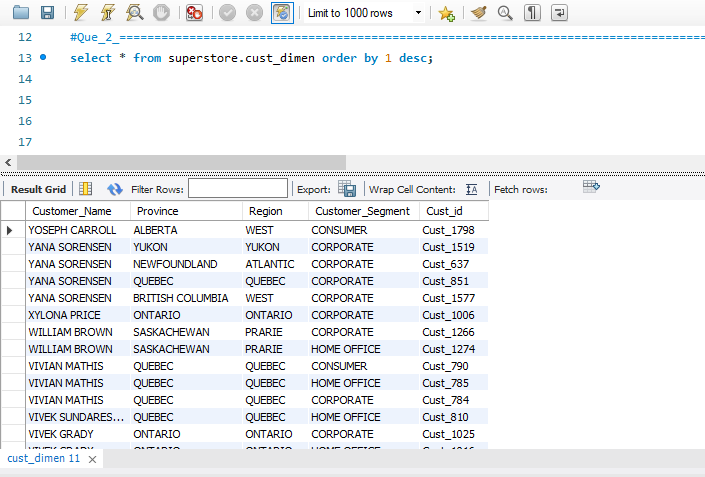 Limit to 1000 rows
12 #Que_2_=====================================================================================
13 select * from superstore.cust_dimen order by 1 desc;
14
15
16
17
Result Grid Filter Rows: Export: Wrap Cell Content: Fetch rows:
Customer_Name Province Region Customer_Segment Cust_id
YOSEPH CARROLL ALBERTA WEST CONSUMER Cust_1798
YANA SORENSEN YUKON YUKON CORPORATE Cust_1519
YANA SORENSEN NEWFOUNDLAND ATLANTIC CORPORATE Cust_637
YANA SORENSEN QUEBEC QUEBEC CORPORATE Cust_851
YANA SORENSEN BRITISH COLUMBIA WEST CORPORATE Cust_1577
XYLONA PRICE ONTARIO ONTARIO CORPORATE Cust_1006
WILLIAM BROWN SASKACHEWAN PRARIE CORPORATE Cust_1266
WILLIAM BROWN SASKACHEWAN PRARIE HOME OFFICE Cust_1274
VIVIAN MATHIS QUEBEC QUEBEC CONSUMER Cust_790
VIVIAN MATHIS QUEBEC QUEBEC HOME OFFICE Cust_785
VIVIAN MATHIS QUEBEC QUEBEC CORPORATE Cust_784
VIVEK SUNDARES... QUEBEC QUEBEC HOME OFFICE Cust_810
VIVEK GRADY ONTARIO ONTARIO CORPORATE Cust_1025
VIVEK GRADY ONTARIO ONTARIO HOME OFFICE
cust_dimen 11